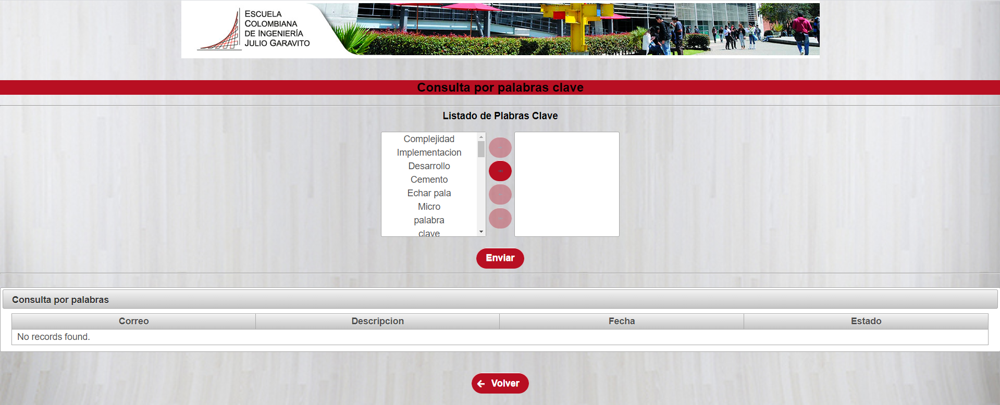 ESCUELA
COLOMBIANA
DE INGENIERÍA
JULIO GARAVITO
Consulta por palabras clave
Listado de Plabras Clave
Complejidad
Implementacion
Desarrollo
Cemento
Echar pala
Micro
palabra
clave
Enviar
Consulta por palabras
Correo Descripcion Fecha Estado
No records found.
Volver